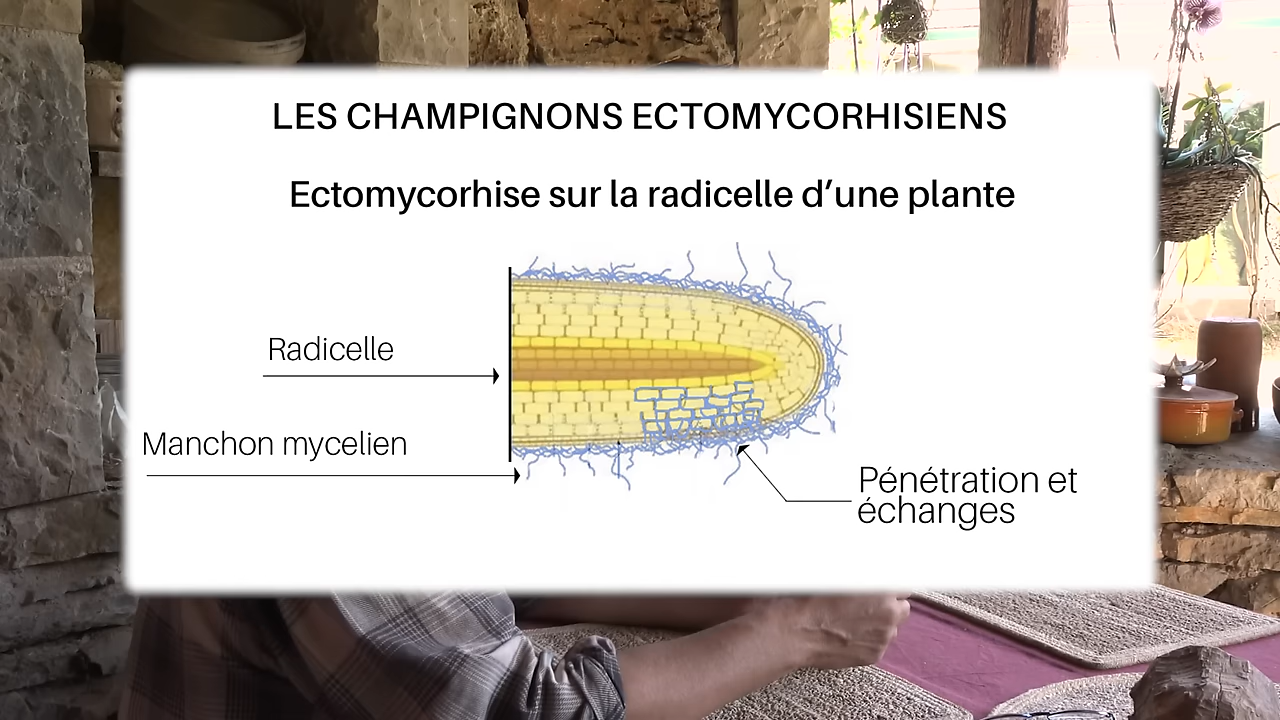 LES CHAMPIGNONS ECTOMYCORHISIENS
Ectomycorhise sur la radicelle d’une plante
Radicelle
Manchon mycelien
Pénétration et
échanges